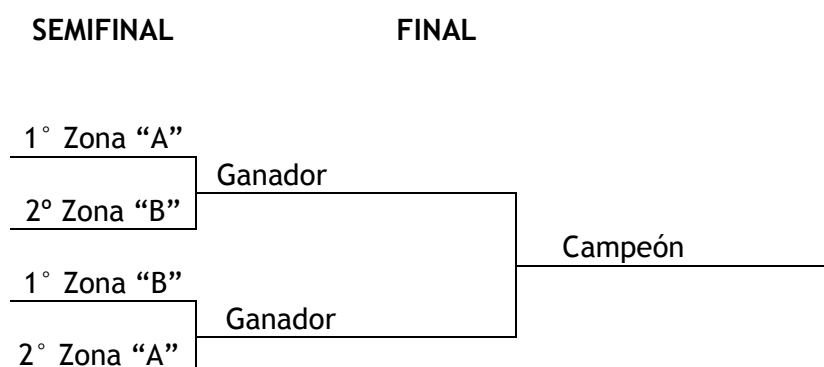 SEMIFINAL FINAL
1° Zona “A”
Ganador
2º Zona “B”
Campeón
1° Zona “B”
Ganador
2° Zona “A”